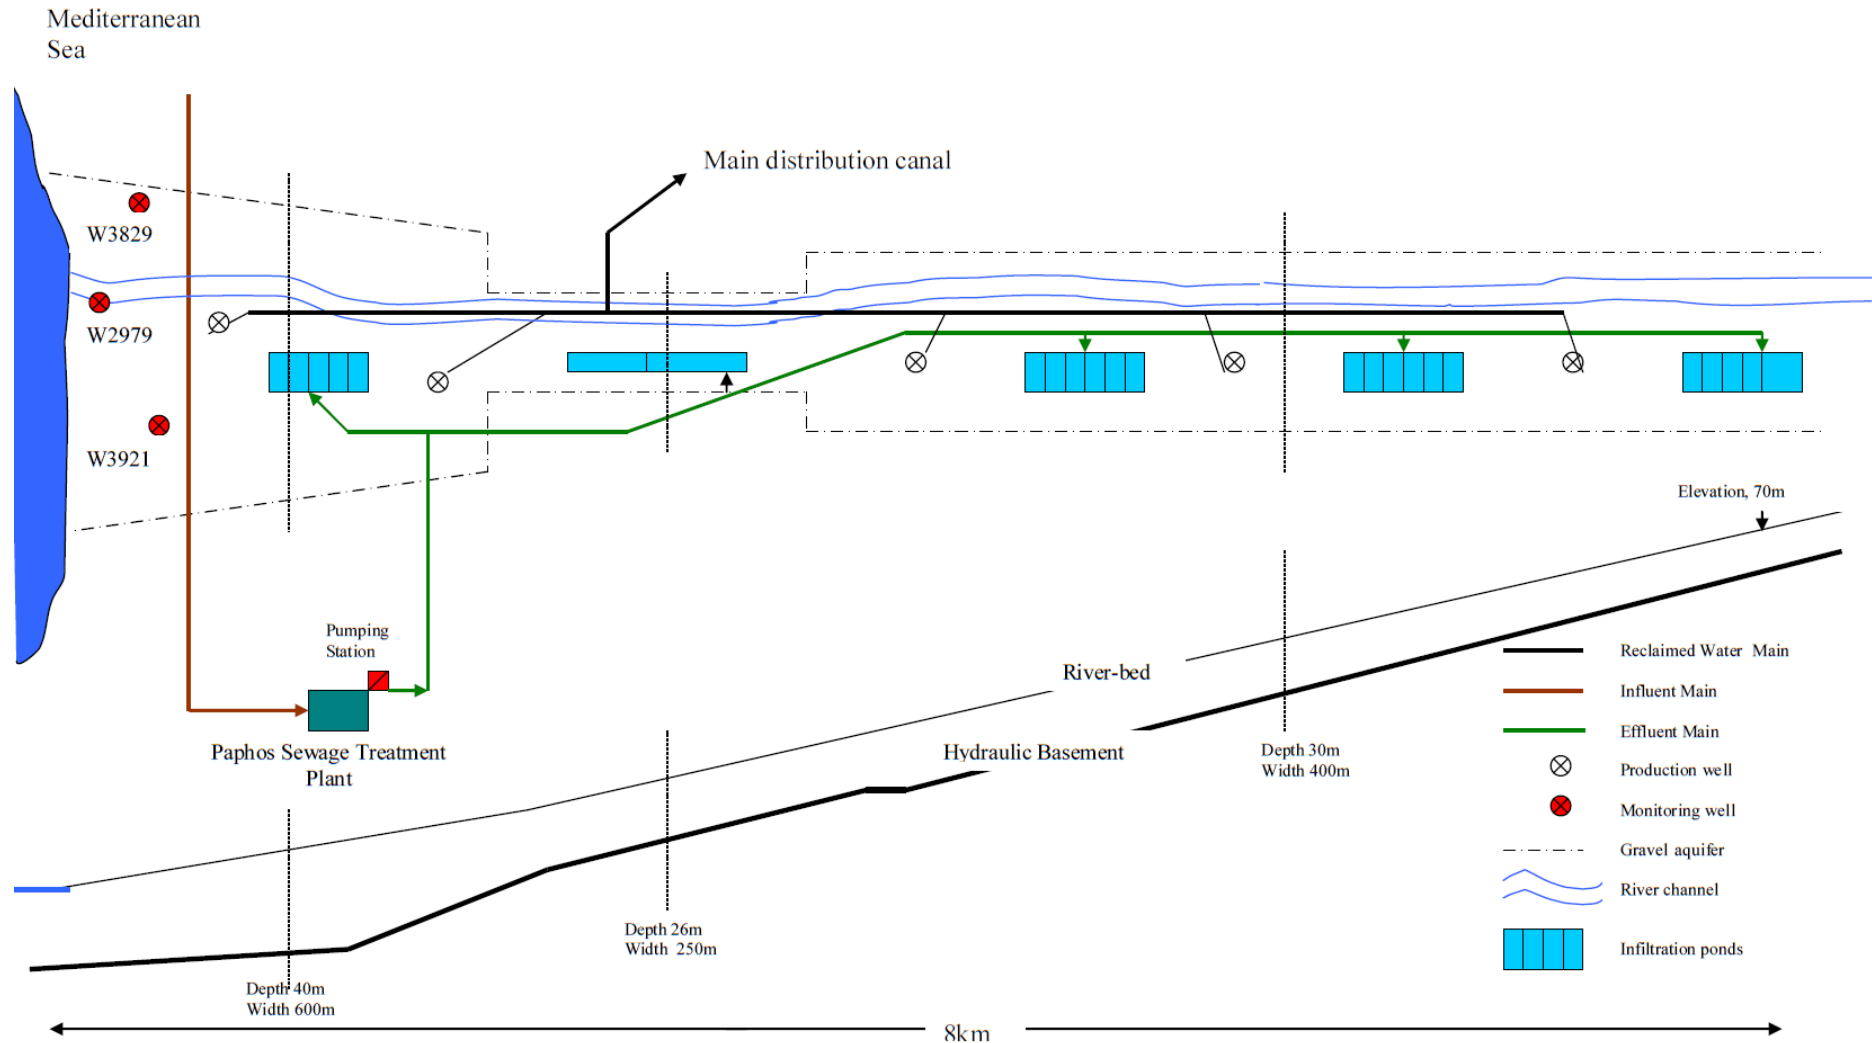 Mediterranean
Sea
Main distribution canal
W3829
W2979
W3921
Elevation, 70m
Pumping
Station
River-bed
Reclaimed Water Main
Influent Main
Effluent Main
Paphos Sewage Treatment
Plant
Hydraulic Basement
Depth 30m
Width 400m
Production well
Monitoring well
Gravel aquifer
River channel
Depth 26m
Width 250m
Infiltration ponds
Depth 40m
Width 600m
8km